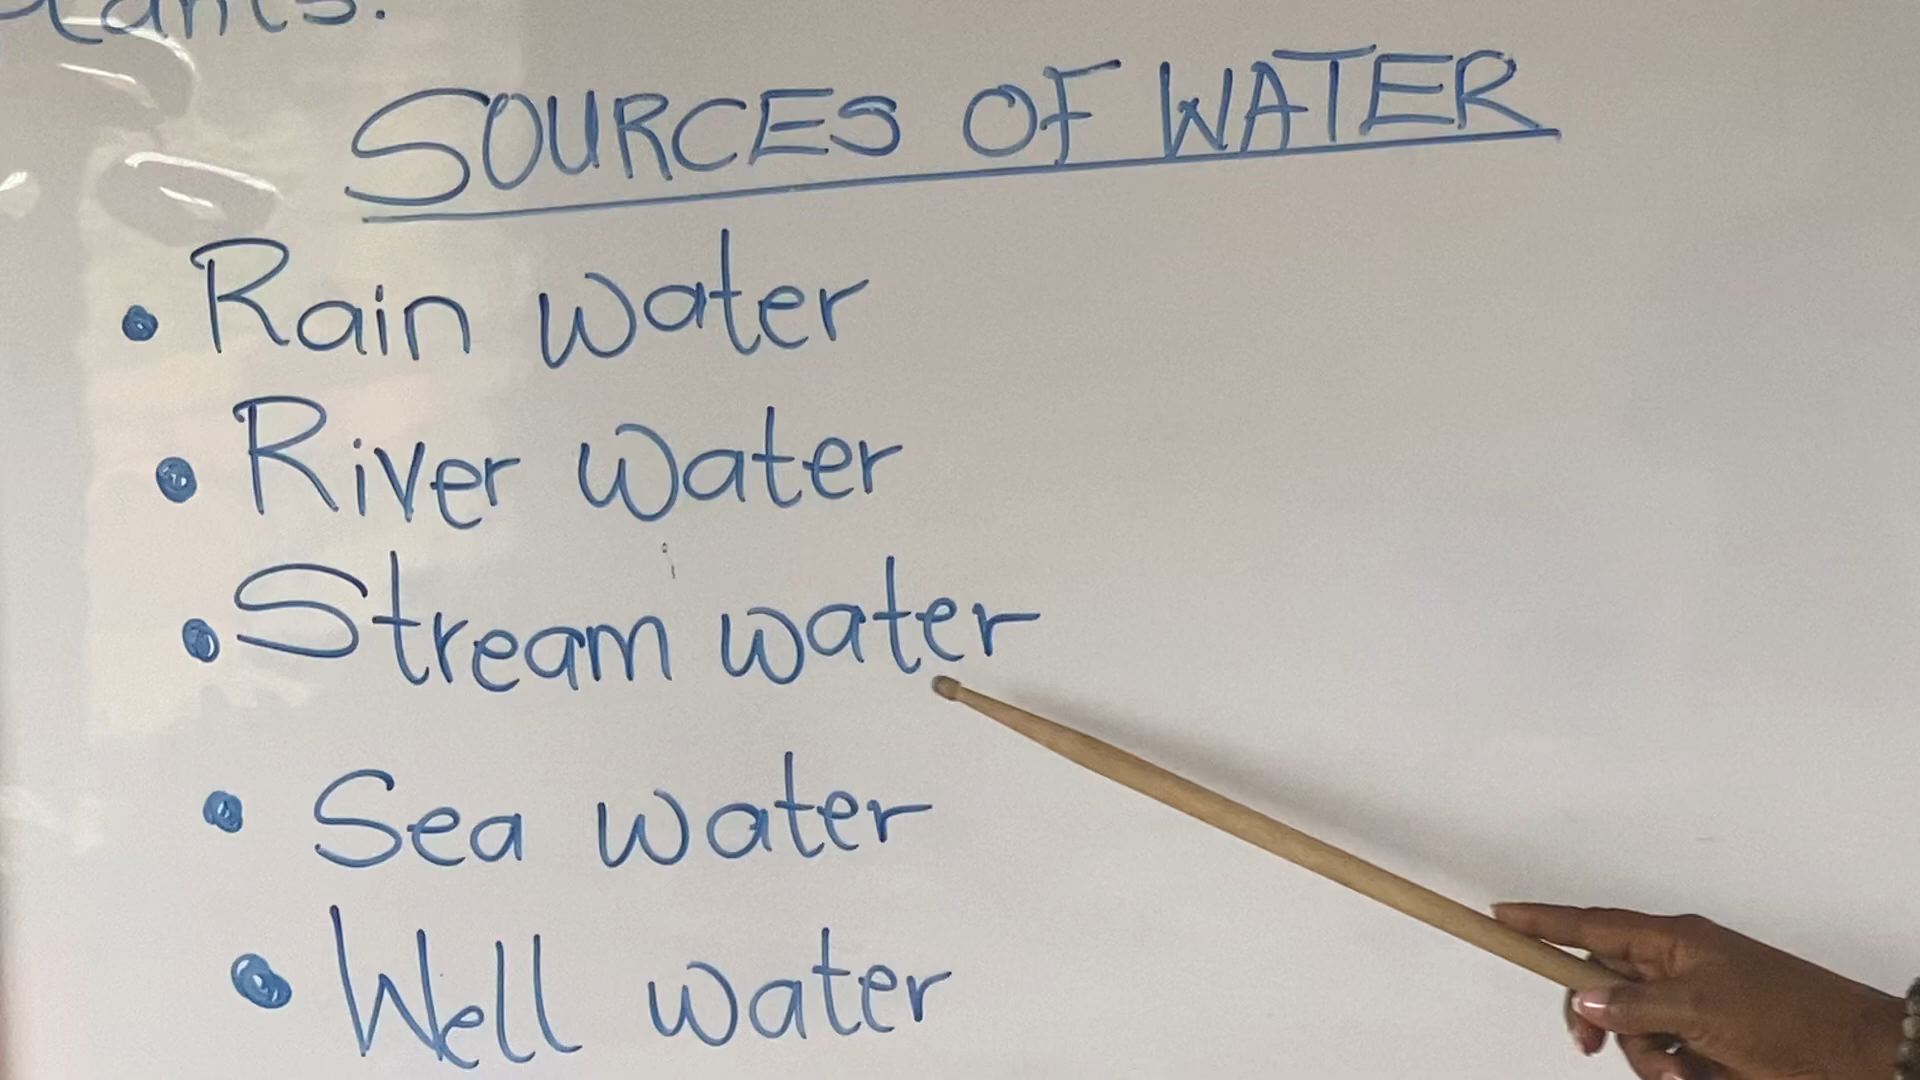 SOURCES OF WATER
• Rain water
• River water
• Stream water
• Sea water
• Well water